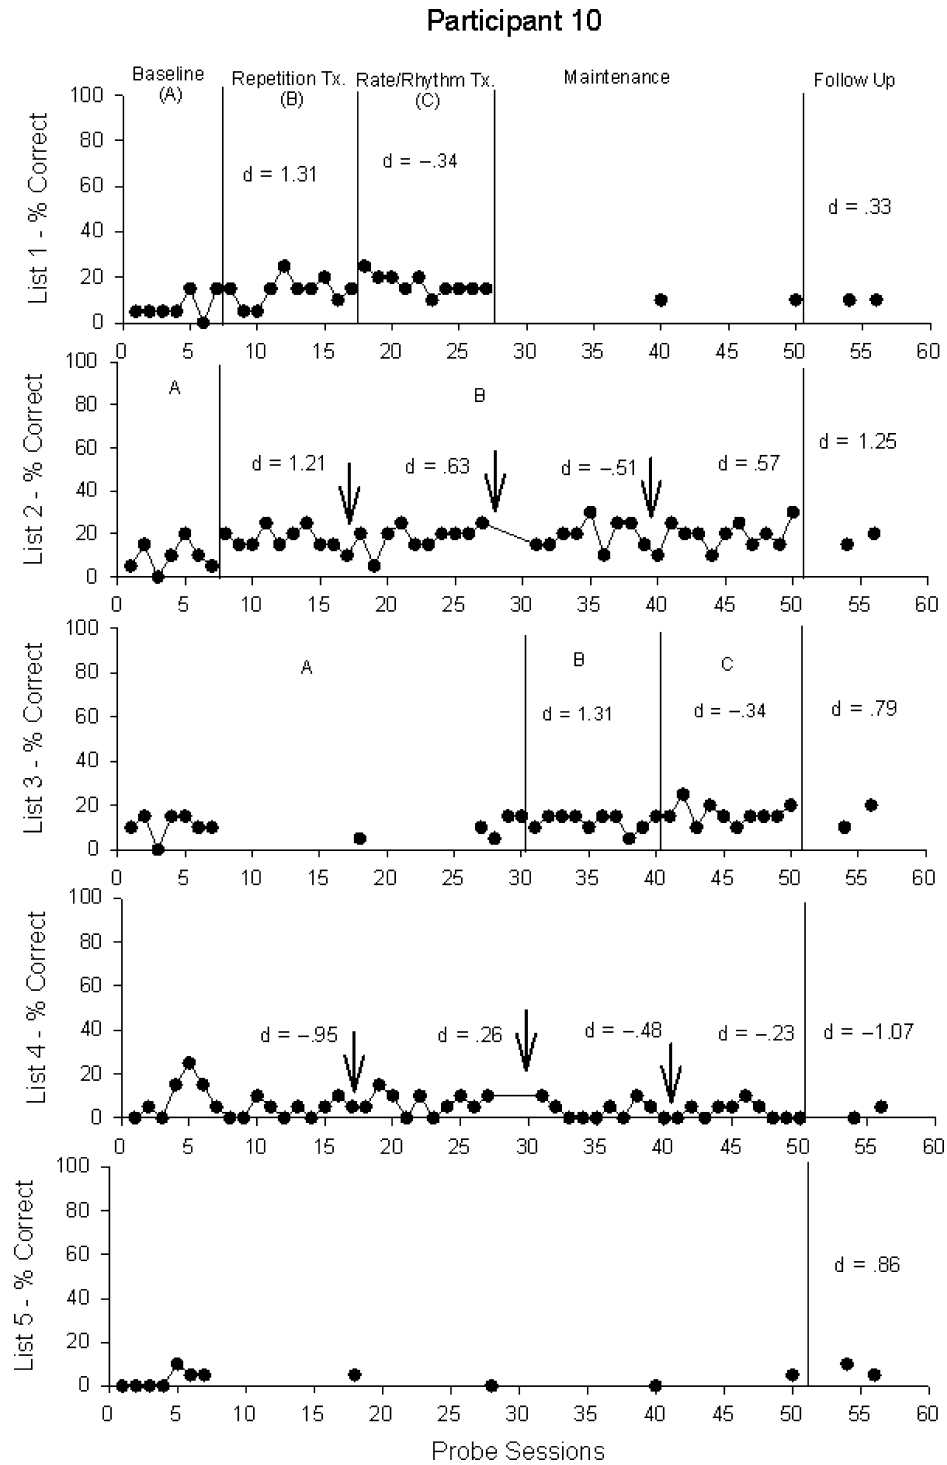 Participant 10
Baseline (A)
Repetition Tx. (B)
Rate/Rhythm Tx. (C)
Maintenance
Follow Up
List 1 - % Correct
100
80
60
40
20
0
d = 1.31
d = -.34
d = .33
0 5 10 15 20 25 30 35 40 45 50 55 60
List 2 - % Correct
80
60
40
20
0
A
B
d = 1.21
d = .63
d = -.51
d = .57
d = 1.25
0 5 10 15 20 25 30 35 40 45 50 55 60
List 3 - % Correct
100
80
60
40
20
0
A
B
C
d = 1.31
d = -.34
d = .79
0 5 10 15 20 25 30 35 40 45 50 55 60
List 4 - % Correct
100
80
60
40
20
0
d = -.95
d = .26
d = -.48
d = -.23
d = -1.07
0 5 10 15 20 25 30 35 40 45 50 55 60
List 5 - % Correct
100
80
60
40
20
0
d = .86
0 5 10 15 20 25 30 35 40 45 50 55 60
Probe Sessions